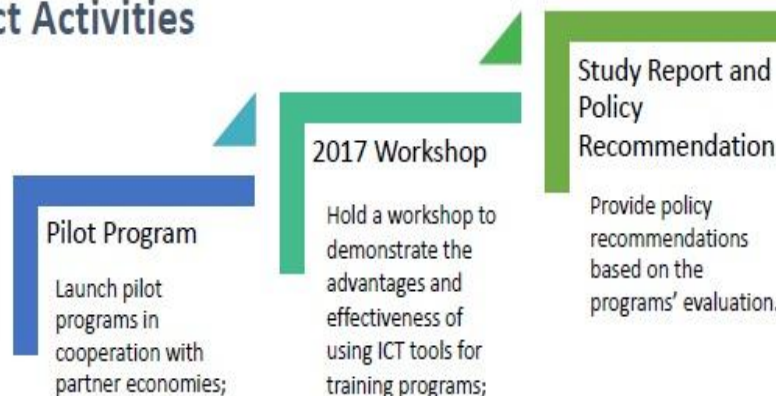 ct Activities
Pilot Program
Launch pilot
programs in
cooperation with
partner economies;
2017 Workshop
Hold a workshop to
demonstrate the
advantages and
effectiveness of
using ICT tools for
training programs;
Study Report and
Policy
Recommendation
Provide policy
recommendations
based on the
programs' evaluation.